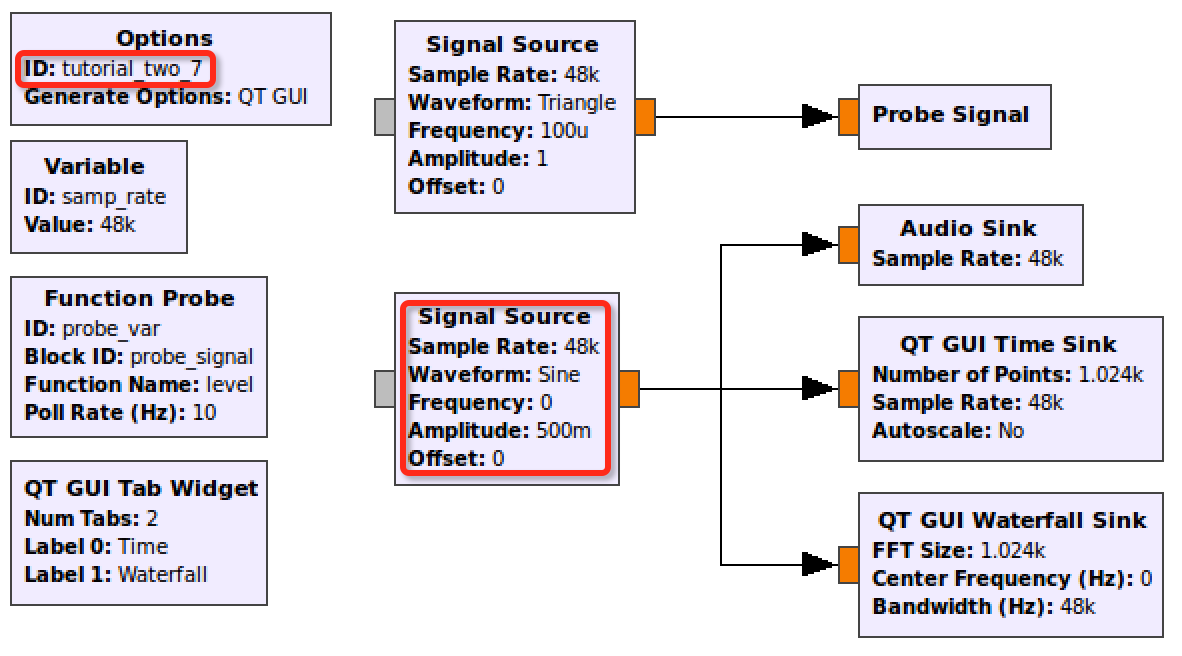 Options
ID: tutorial_two_7
Generate Options: QT GUI
Variable
ID: samp_rate
Value: 48k
Function Probe
ID: probe_var
Block ID: probe_signal
Function Name: level
Poll Rate (Hz): 10
QT GUI Tab Widget
Num Tabs: 2
Label 0: Time
Label 1: Waterfall
Signal Source
Sample Rate: 48k
Waveform: Triangle
Frequency: 100u
Amplitude: 1
Offset: 0
Signal Source
Sample Rate: 48k
Waveform: Sine
Frequency: 0
Amplitude: 500m
Offset: 0
Probe Signal
Audio Sink
Sample Rate: 48k
QT GUI Time Sink
Number of Points: 1.024k
Sample Rate: 48k
Autoscale: No
QT GUI Waterfall Sink
FFT Size: 1.024k
Center Frequency (Hz): 0
Bandwidth (Hz): 48k